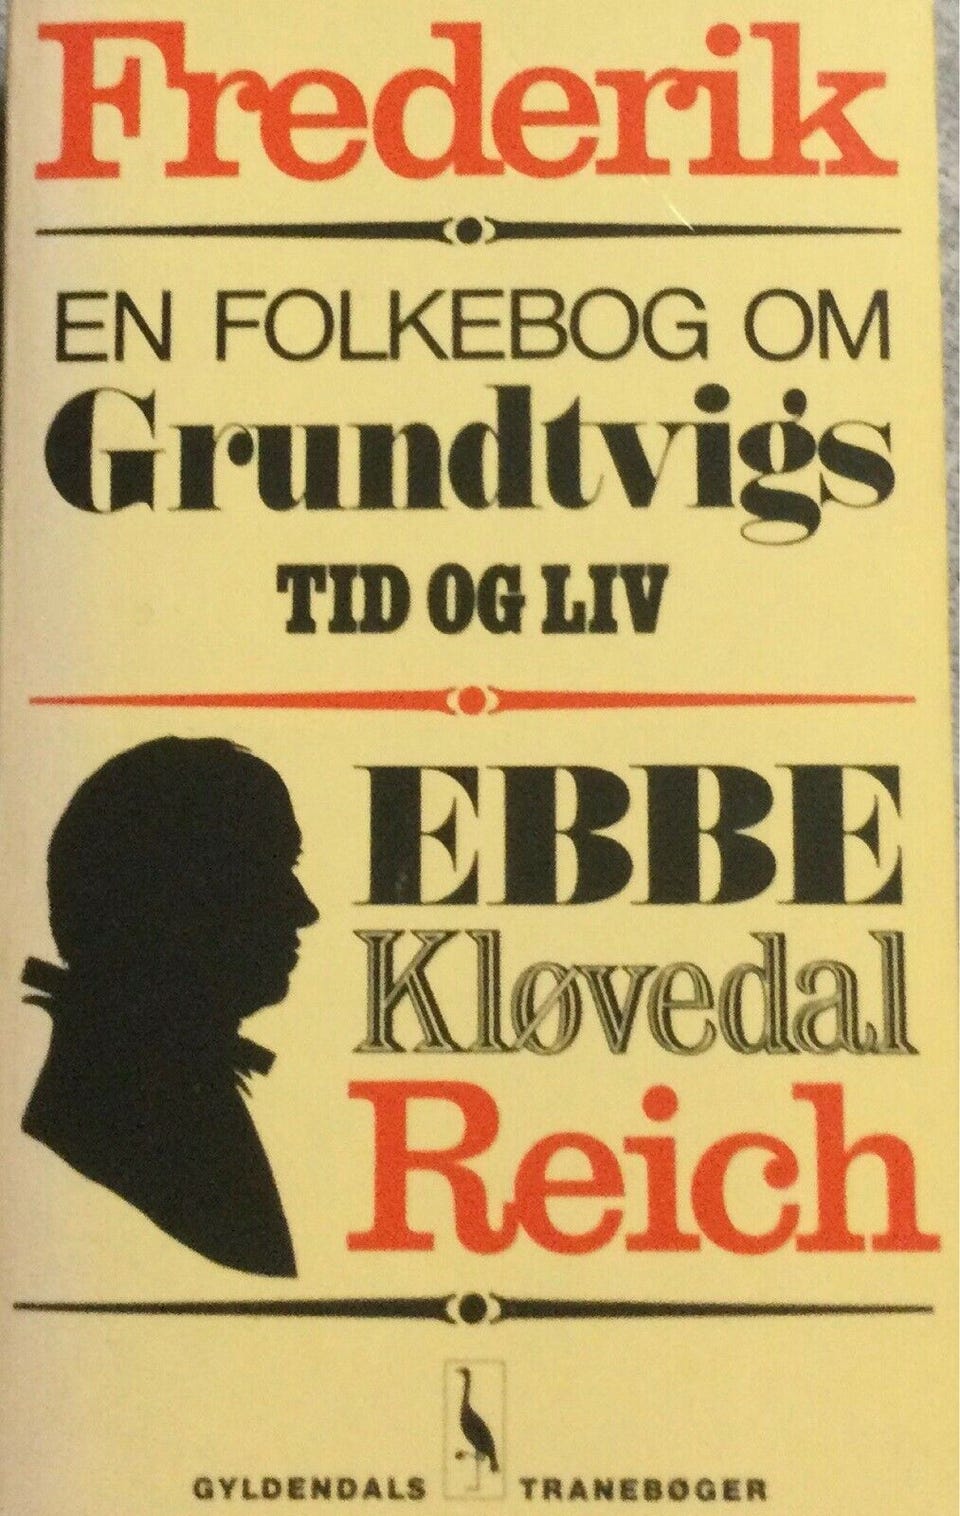 Frederik
EN FOLKEBOG OM
Grundtvigs
TID OG LIV
EBBE
Kløvedal
Reich
GYLDENDALS TRANEBØGER